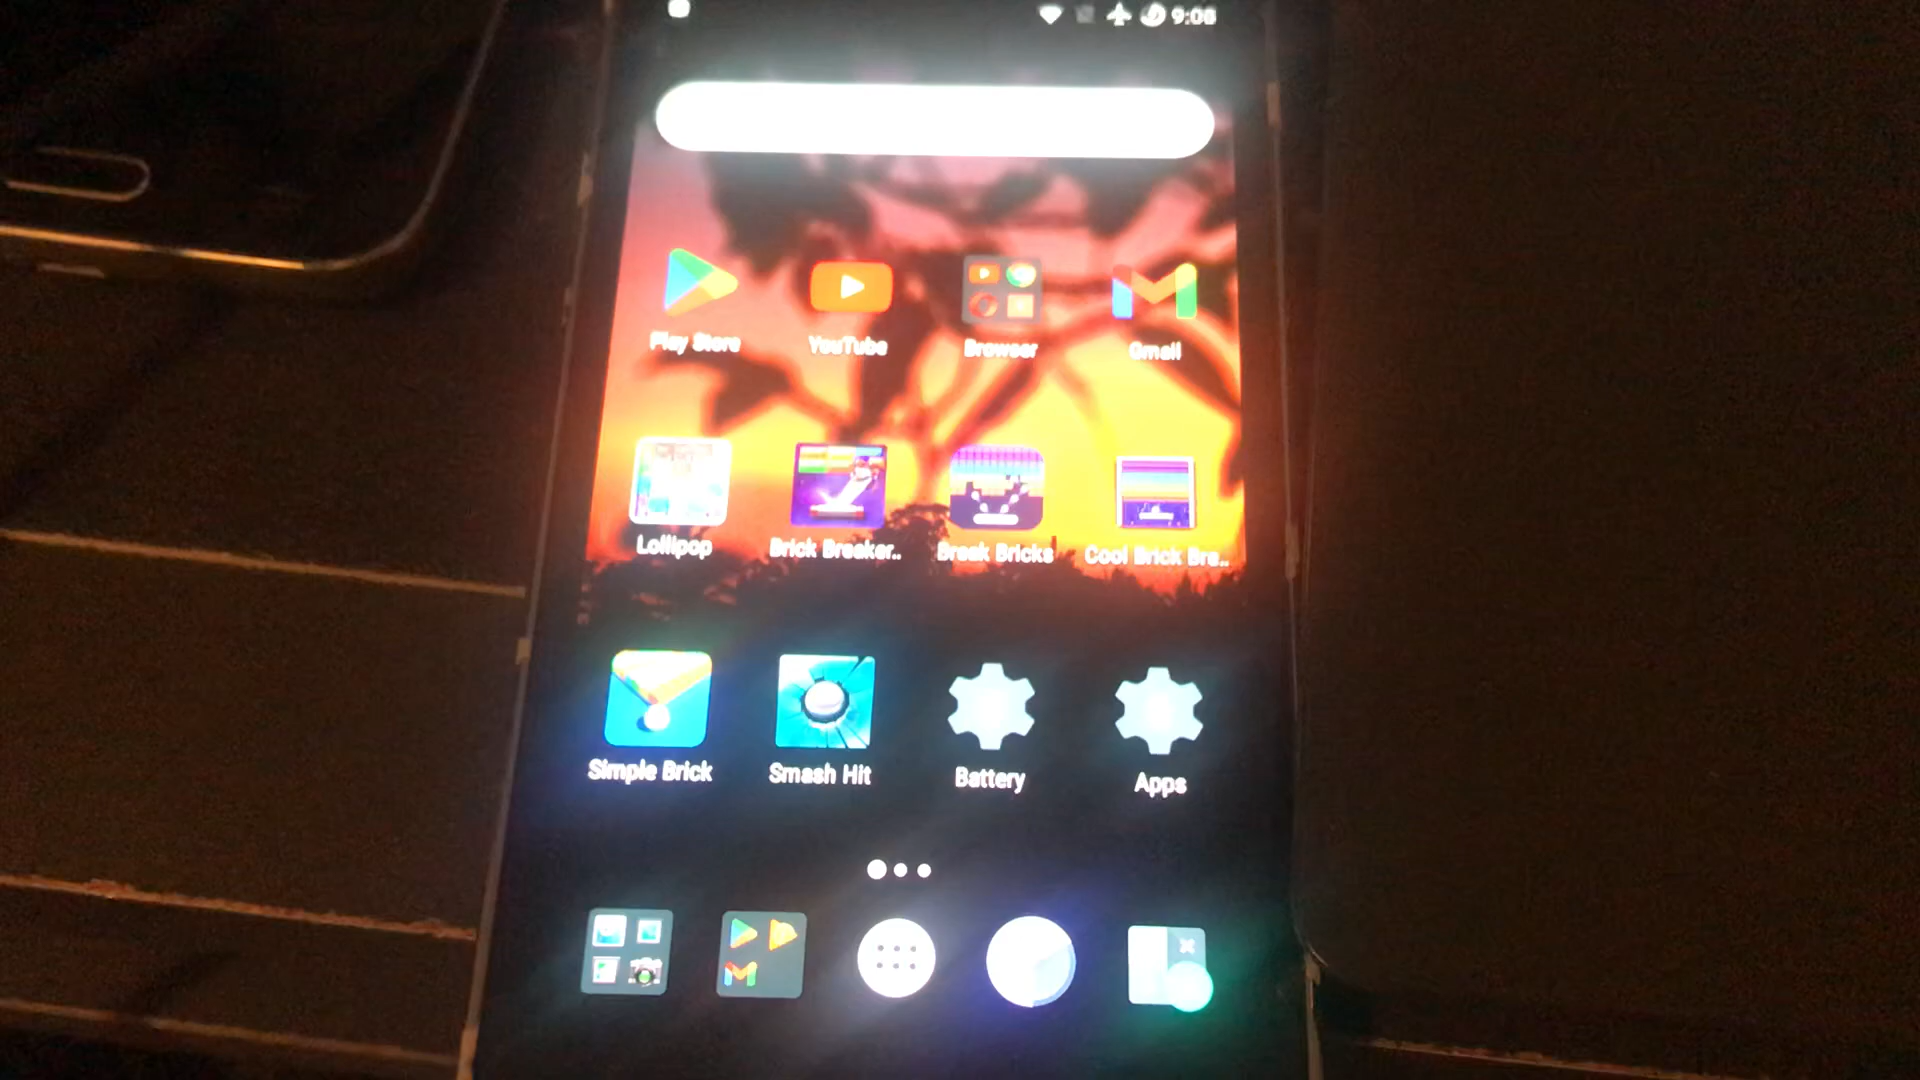 9:08
Play Store
YouTube
Browser
Gmail
Lollipop
Brick Breaker..
Break Bricks
Cool Brick Bre..
Simple Brick
Smash Hit
Battery
Apps